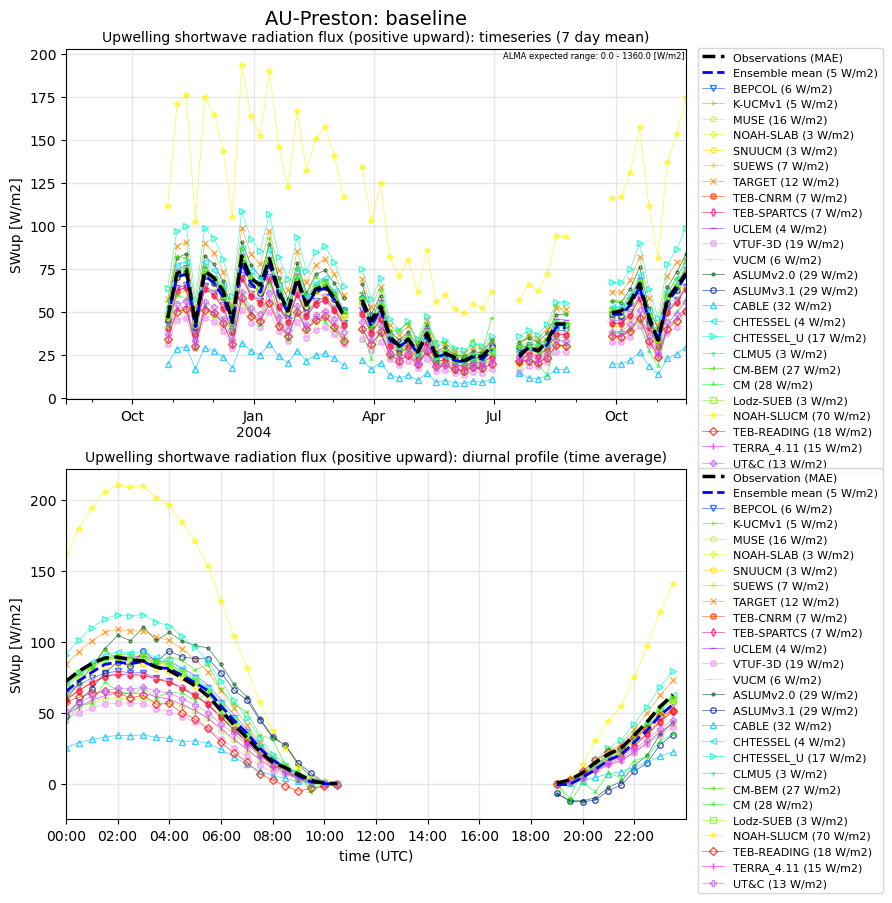 AU-Preston: baseline
Upwelling shortwave radiation flux (positive upward): timeseries (7 day mean)
ALMA expected range: 0.0 - 1360.0 [W/m2]
SWup [W/m2]
200
175
150
125
100
75
50
25
0
Oct
Jan
2004
Apr
Jul
Oct
Observations (MAE)
Ensemble mean (5 W/m2)
BEPCOL (6 W/m2)
K-UCMv1 (5 W/m2)
MUSE (16 W/m2)
NOAH-SLAB (3 W/m2)
SNUUCM (3 W/m2)
SUEWS (7 W/m2)
TARGET (12 W/m2)
TEB-CNRM (7 W/m2)
TEB-SPARTCS (7 W/m2)
UCLEM (4 W/m2)
VTUF-3D (19 W/m2)
VUCM (6 W/m2)
ASLUMv2.0 (29 W/m2)
ASLUMv3.1 (29 W/m2)
CABLE (32 W/m2)
CHTESSEL (4 W/m2)
CHTESSEL_U (17 W/m2)
CLMU5 (3 W/m2)
CM-BEM (27 W/m2)
CM (28 W/m2)
Lodz-SUEB (3 W/m2)
NOAH-SLUCM (70 W/m2)
TEB-READING (18 W/m2)
TERRA_4.11 (15 W/m2)
UT&C (13 W/m2)
Upwelling shortwave radiation flux (positive upward): diurnal profile (time average)
SWup [W/m2]
200
150
100
50
0
00:00
02:00
04:00
06:00
08:00
10:00
12:00
14:00
16:00
18:00
20:00
22:00
time (UTC)
Observation (MAE)
Ensemble mean (5 W/m2)
BEPCOL (6 W/m2)
K-UCMv1 (5 W/m2)
MUSE (16 W/m2)
NOAH-SLAB (3 W/m2)
SNUUCM (3 W/m2)
SUEWS (7 W/m2)
TARGET (12 W/m2)
TEB-CNRM (7 W/m2)
TEB-SPARTCS (7 W/m2)
UCLEM (4 W/m2)
VTUF-3D (19 W/m2)
VUCM (6 W/m2)
ASLUMv2.0 (29 W/m2)
ASLUMv3.1 (29 W/m2)
CABLE (32 W/m2)
CHTESSEL (4 W/m2)
CHTESSEL_U (17 W/m2)
CLMU5 (3 W/m2)
CM-BEM (27 W/m2)
CM (28 W/m2)
Lodz-SUEB (3 W/m2)
NOAH-SLUCM (70 W/m2)
TEB-READING (18 W/m2)
TERRA_4.11 (15 W/m2)
UT&C (13 W/m2)